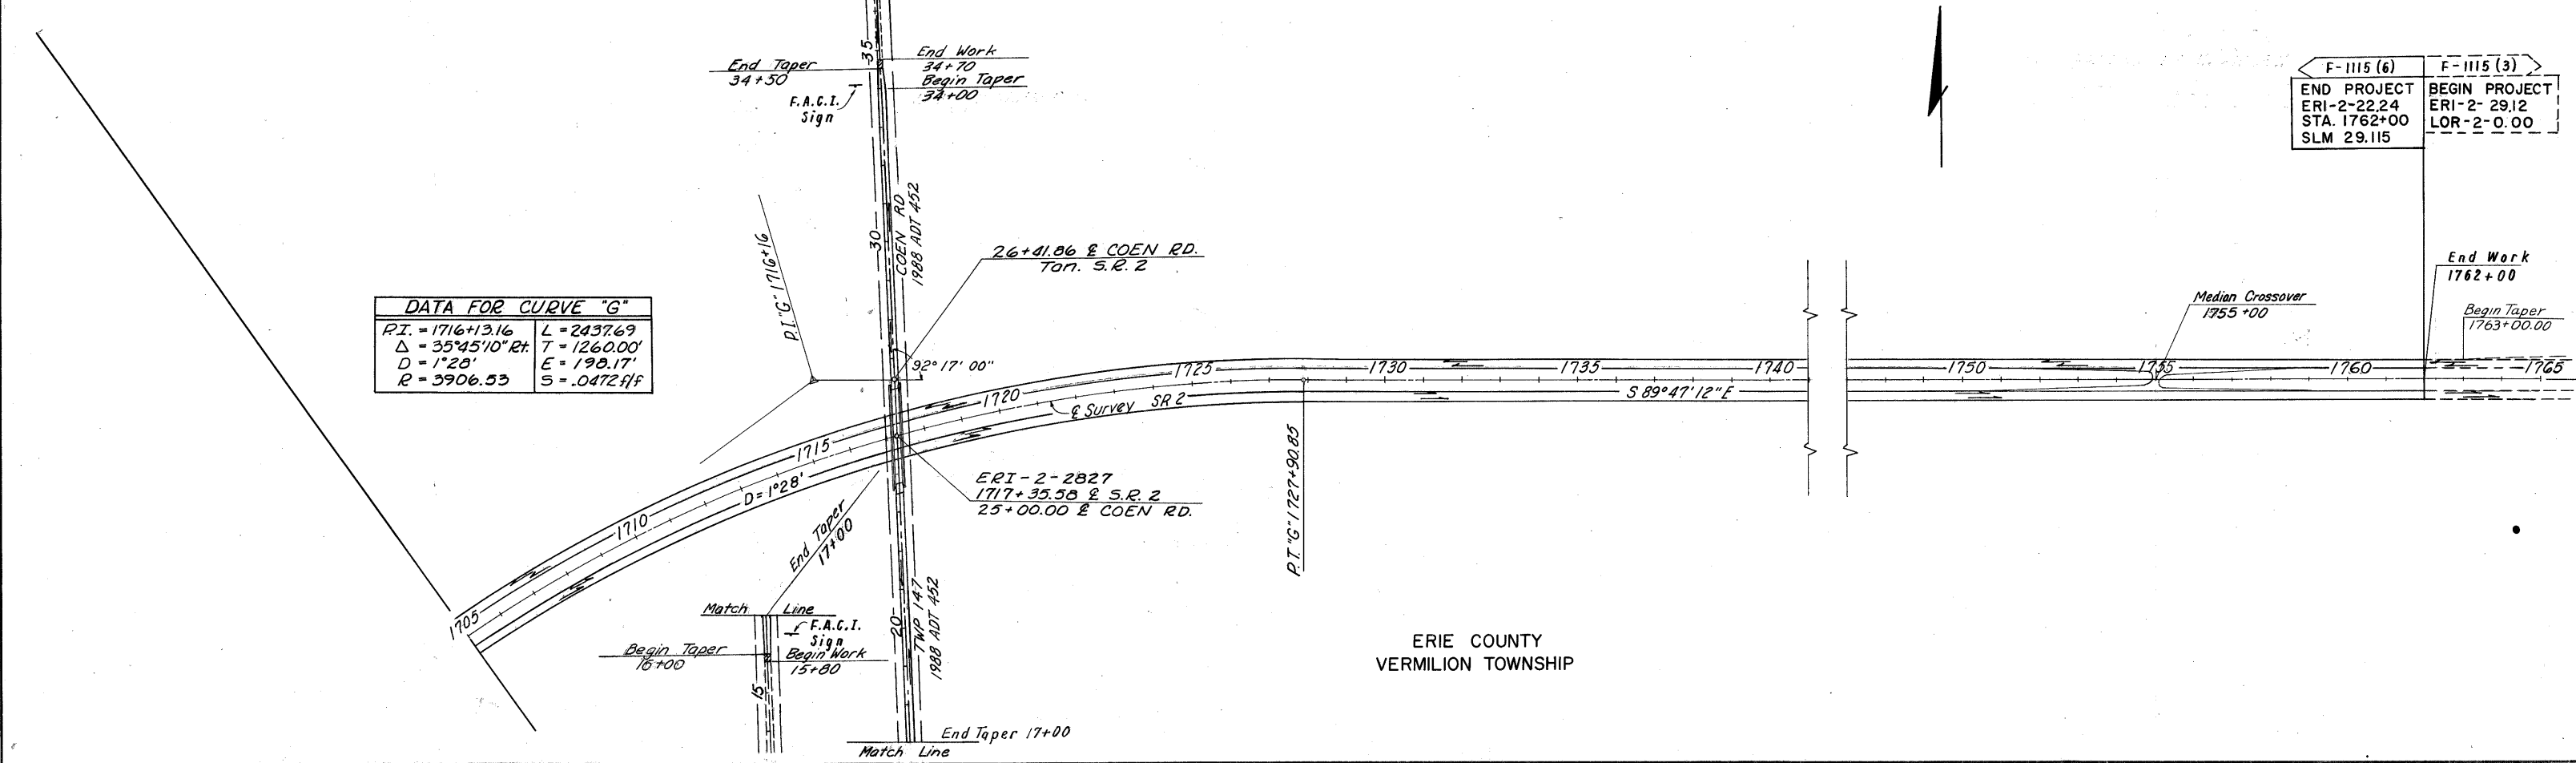 35
End Taper
34+50
End Work
34+70
Begin Taper
34+00
F.A.C.I.
Sign
F-1115 (6)
F-1115 (3)
END PROJECT
ERI-2-22.24
STA. 1762+00
SLM 29.115
BEGIN PROJECT
ERI-2- 29.12
LOR-2-0.00
P.I. "G" 1716+16
30
COEN RD
1988 ADT 452
26+41.86 ℄ COEN RD.
Tan. S.R. 2
92°17'00"
DATA FOR CURVE "G"
P.I. = 1716+13.16
Δ = 35°45'10" Rt.
D = 1°28'
R = 3906.53
L = 2437.69
T = 1260.00'
E = 198.17'
S = .0472 f/f
End Work
1762+00
Median Crossover
1755+00
Begin Taper
1763+00.00
1705
1710
1715
1720
1725
1730
1735
1740
1750
1755
1760
1765
D = 1°28'
℄ Survey SR 2
S 89°47'12" E
ERI-2-2827
1717+35.58 ℄ S.R. 2
25+00.00 ℄ COEN RD.
P.T. "G" 1727+90.85
End Taper
17+00
Match Line
F.A.C.I.
Sign
Begin Taper
16+00
Begin Work
15+80
15
20
TWP 147
1988 ADT 452
End Taper 17+00
Match Line
ERIE COUNTY
VERMILION TOWNSHIP